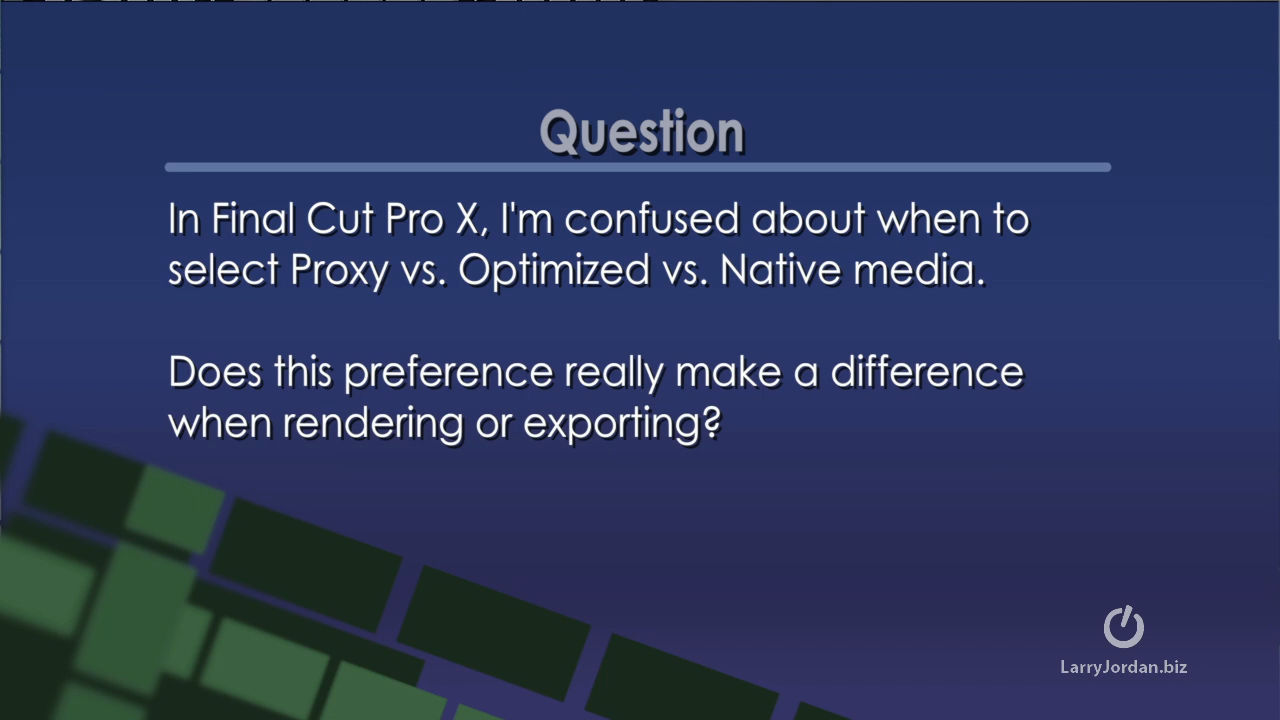 Question
In Final Cut Pro X, I'm confused about when to
select Proxy vs. Optimized vs. Native media.
Does this preference really make a difference
when rendering or exporting?
LarryJordan.biz